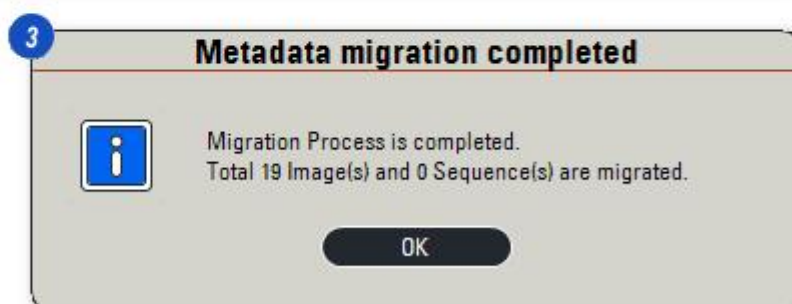 3
Metadata migration completed
Migration Process is completed.
Total 19 Image(s) and 0 Sequence(s) are migrated.
OK